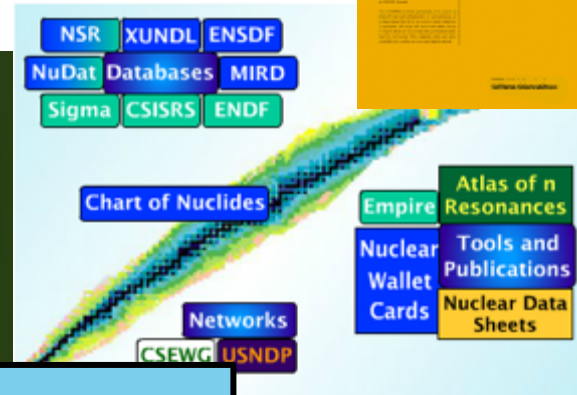 NSR XUNDL ENSDF
NuDat Databases MIRD
Sigma CSISRS ENDF
Chart of Nuclides
Empire
Atlas of n
Resonances
Nuclear
Wallet
Cards
Tools and
Publications
Nuclear Data
Sheets
Networks
CSEWG USNDP